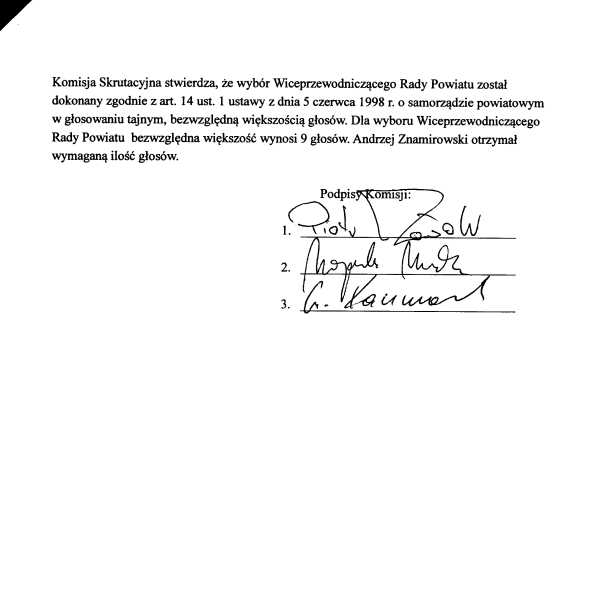 Komisja Skrutacyjna stwierdza, że wybór Wiceprzewodniczącego Rady Powiatu został
dokonany zgodnie z art. 14 ust. 1 ustawy z dnia 5 czerwca 1998 r. o samorządzie powiatowym
w głosowaniu tajnym, bezwzględną większością głosów. Dla wyboru Wiceprzewodniczącego
Rady Powiatu bezwzględna większość wynosi 9 głosów. Andrzej Znamirowski otrzymał
wymaganą ilość głosów.
Podpisy Komisji:
1. Piotr
2.
3. G.